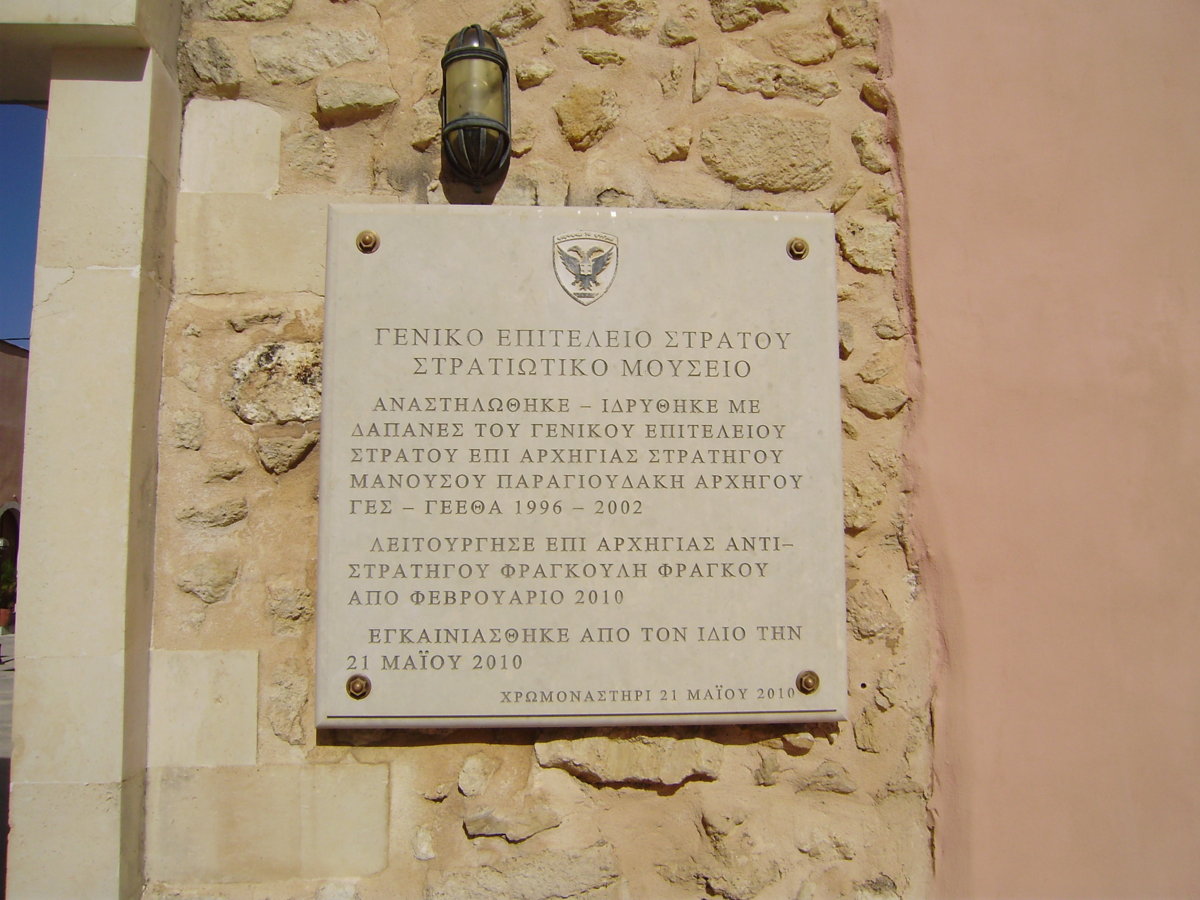 ΓΕΝΙΚΟ ΕΠΙΤΕΛΕΙΟ ΣΤΡΑΤΟΥ
ΣΤΡΑΤΙΩΤΙΚΟ ΜΟΥΣΕΙΟ
ΑΝΑΣΤΗΛΩΘΗΚΕ – ΙΔΡΥΘΗΚΕ ΜΕ
ΔΑΠΑΝΕΣ ΤΟΥ ΓΕΝΙΚΟΥ ΕΠΙΤΕΛΕΙΟΥ
ΣΤΡΑΤΟΥ ΕΠΙ ΑΡΧΗΓΙΑΣ ΣΤΡΑΤΗΓΟΥ
ΜΑΝΟΥΣΟΥ ΠΑΡΑΓΙΟΥΔΑΚΗ ΑΡΧΗΓΟΥ
ΓΕΣ – ΓΕΕΘΑ 1996 – 2002
ΛΕΙΤΟΥΡΓΗΣΕ ΕΠΙ ΑΡΧΗΓΙΑΣ ΑΝΤΙ–
ΣΤΡΑΤΗΓΟΥ ΦΡΑΓΚΟΥΛΗ ΦΡΑΓΚΟΥ
ΑΠΟ ΦΕΒΡΟΥΑΡΙΟ 2010
ΕΓΚΑΙΝΙΑΣΘΗΚΕ ΑΠΟ ΤΟΝ ΙΔΙΟ ΤΗΝ
21 ΜΑΪΟΥ 2010
ΧΡΩΜΟΝΑΣΤΗΡΙ 21 ΜΑΪΟΥ 2010